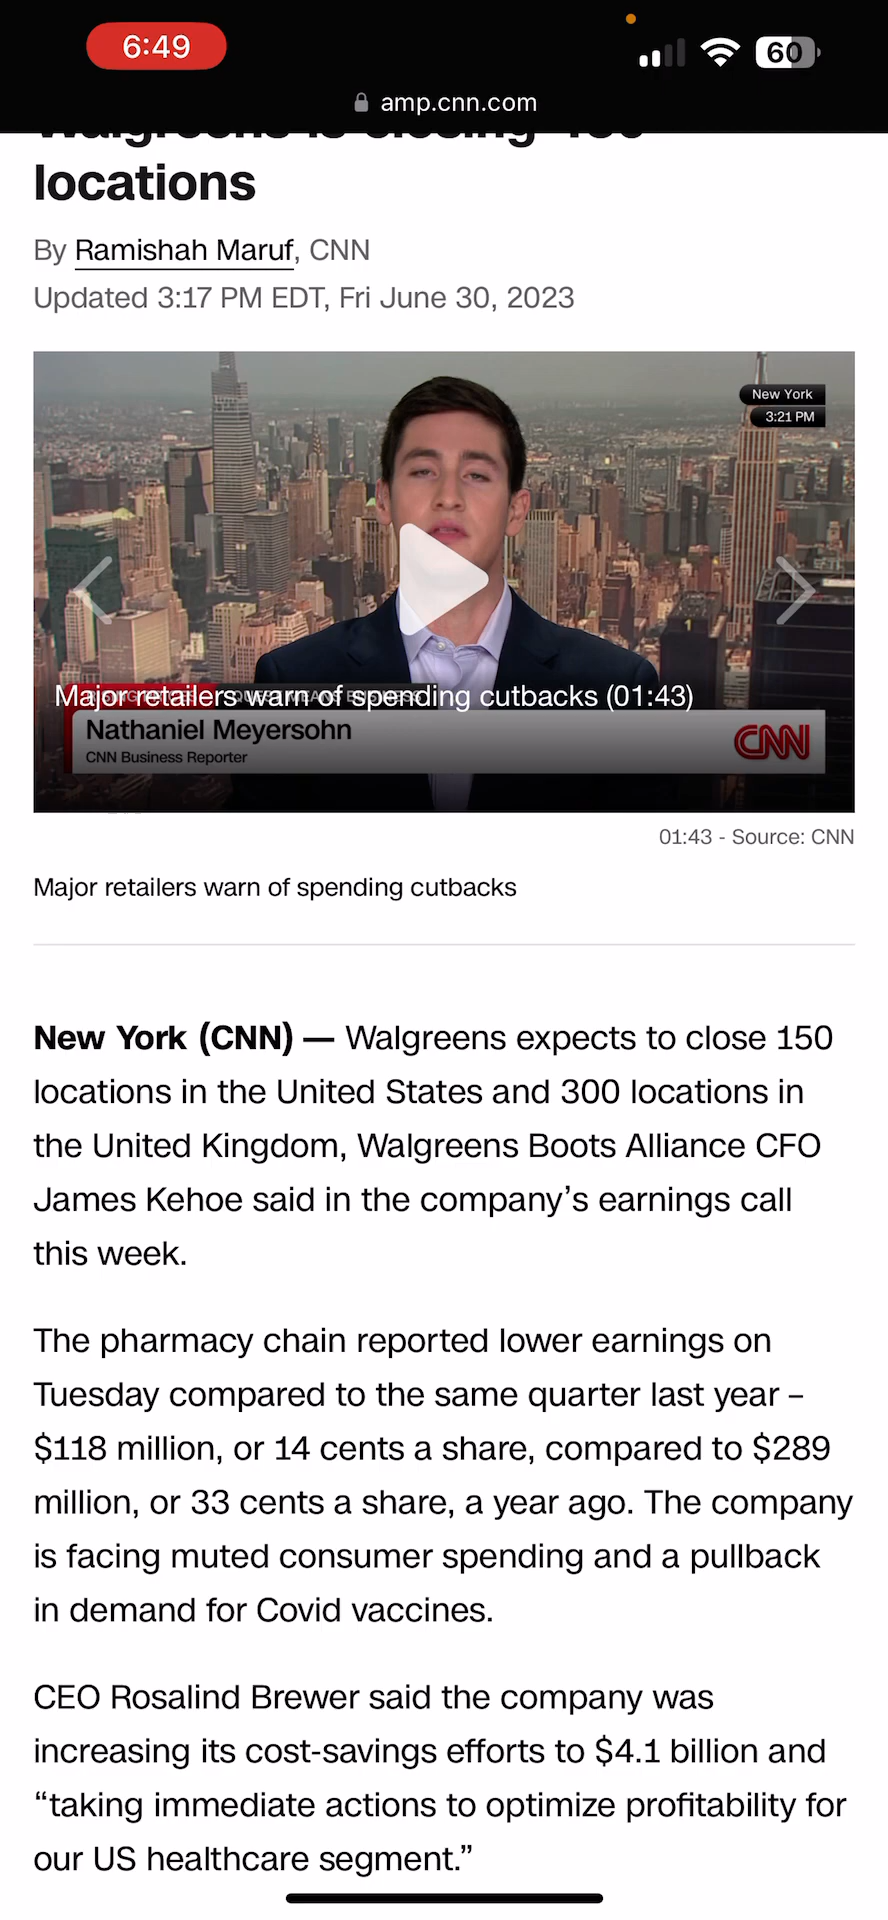 6:49
60
amp.cnn.com
Walgreens is closing 450
locations
By Ramishah Maruf, CNN
Updated 3:17 PM EDT, Fri June 30, 2023
New York
3:21 PM
Major retailers warn of spending cutbacks (01:43)
Nathaniel Meyersohn
CNN Business Reporter
CNN
01:43 - Source: CNN
Major retailers warn of spending cutbacks
New York (CNN) — Walgreens expects to close 150
locations in the United States and 300 locations in
the United Kingdom, Walgreens Boots Alliance CFO
James Kehoe said in the company’s earnings call
this week.
The pharmacy chain reported lower earnings on
Tuesday compared to the same quarter last year –
$118 million, or 14 cents a share, compared to $289
million, or 33 cents a share, a year ago. The company
is facing muted consumer spending and a pullback
in demand for Covid vaccines.
CEO Rosalind Brewer said the company was
increasing its cost-savings efforts to $4.1 billion and
“taking immediate actions to optimize profitability for
our US healthcare segment.”